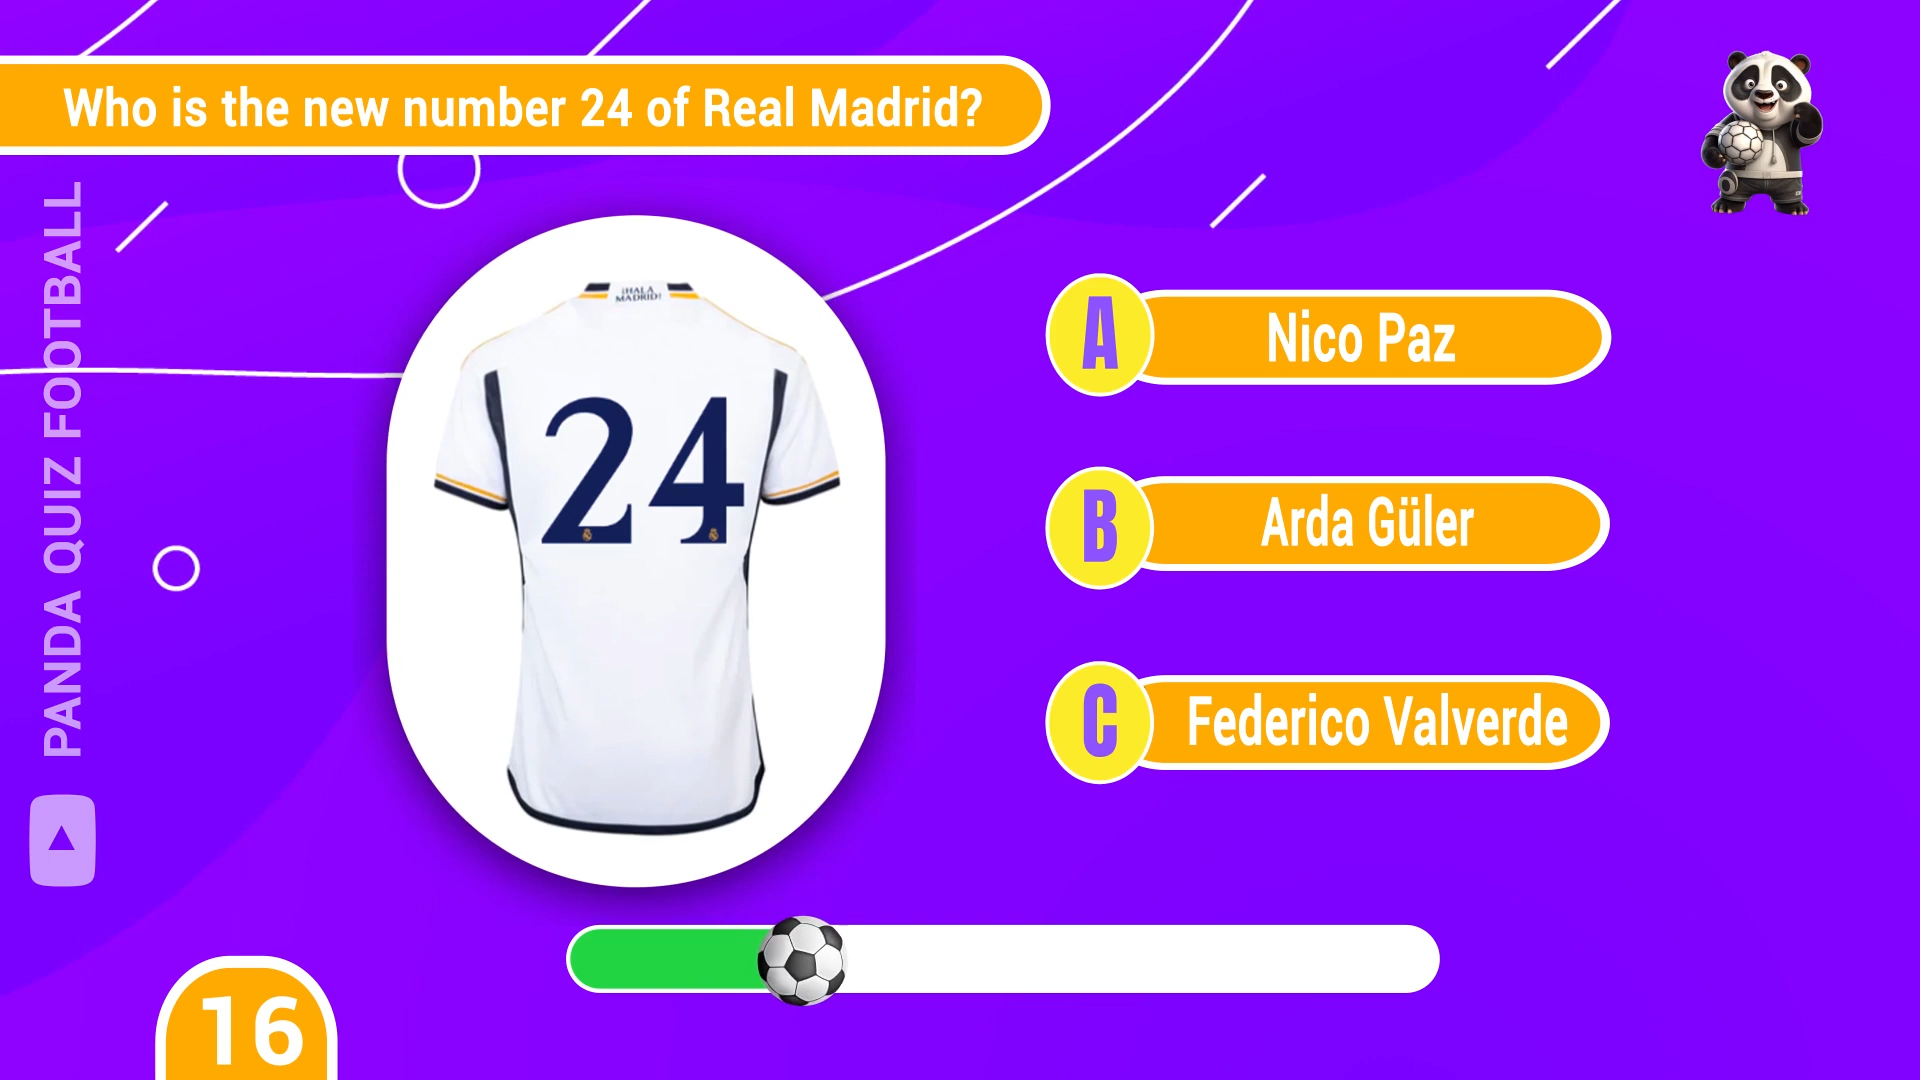 Who is the new number 24 of Real Madrid?
PANDA QUIZ FOOTBALL
¡HALA
MADRID!
24
A
Nico Paz
B
Arda Güler
C
Federico Valverde
16